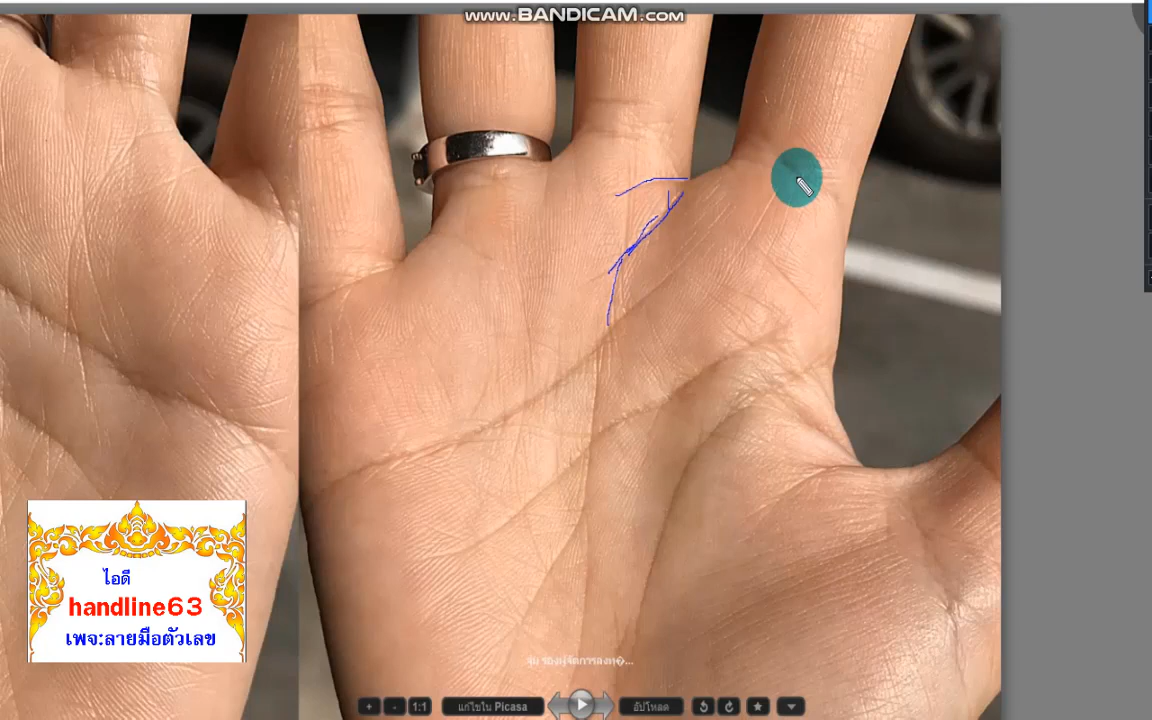 www.BANDICAM.com
ไอดี
handline63
เพจ:ลายมือตัวเลข
+
-
1:1
แก้ไขใน Picasa
อัปโหลด